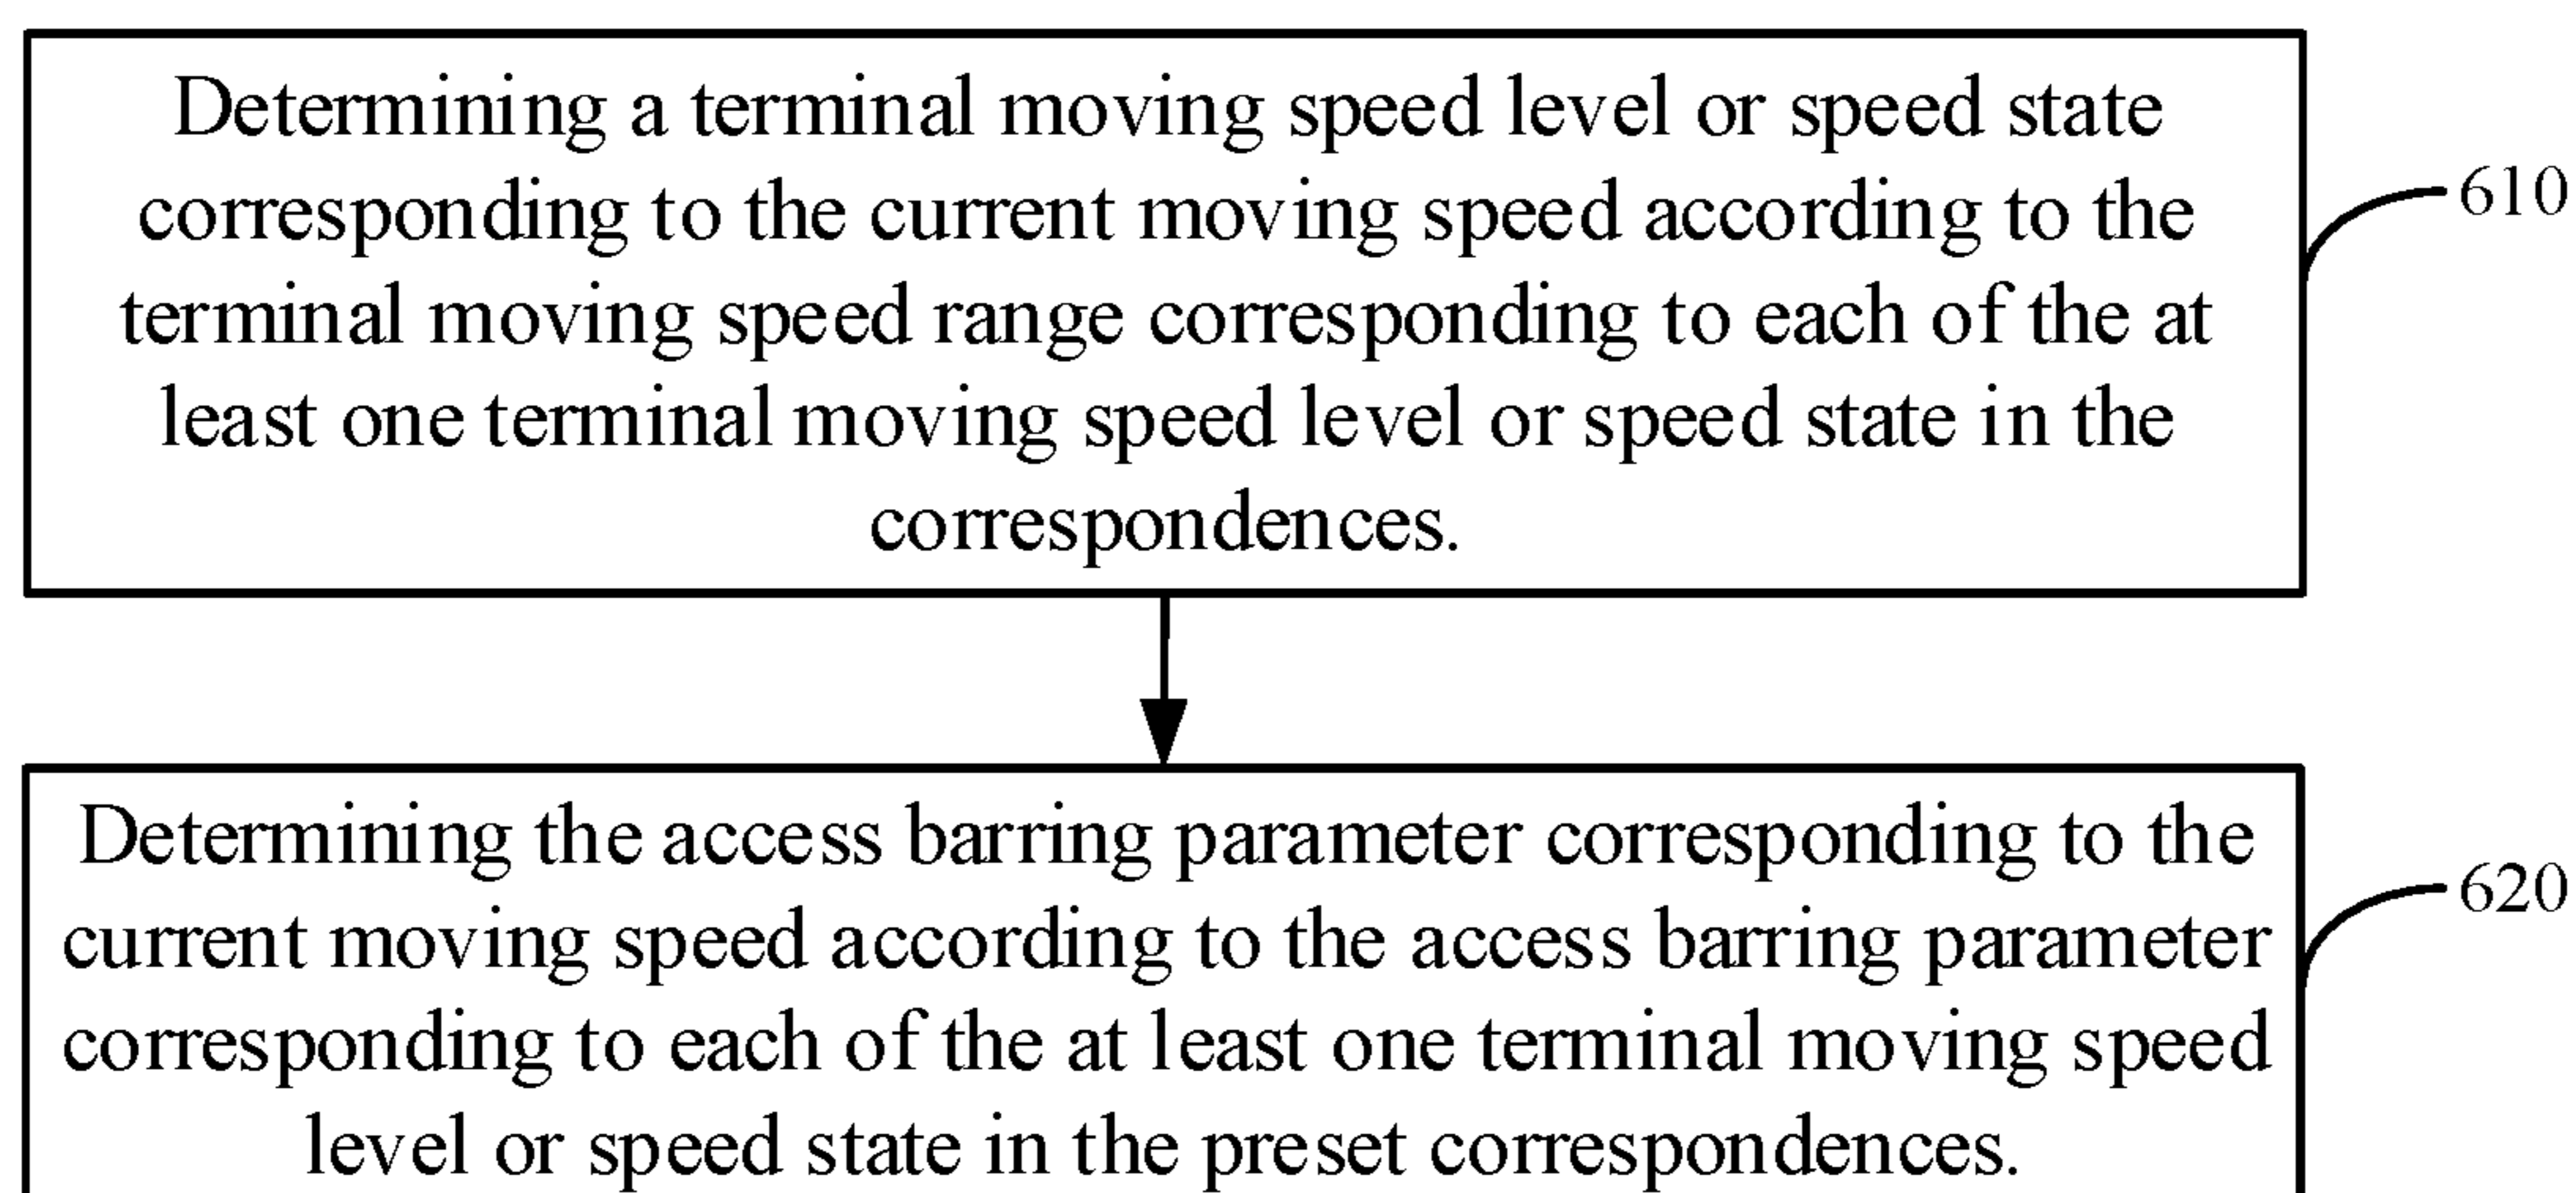 Determining a terminal moving speed level or speed state
corresponding to the current moving speed according to the
terminal moving speed range corresponding to each of the at
least one terminal moving speed level or speed state in the
correspondences.
610
Determining the access barring parameter corresponding to the
current moving speed according to the access barring parameter
corresponding to each of the at least one terminal moving speed
level or speed state in the preset correspondences.
620